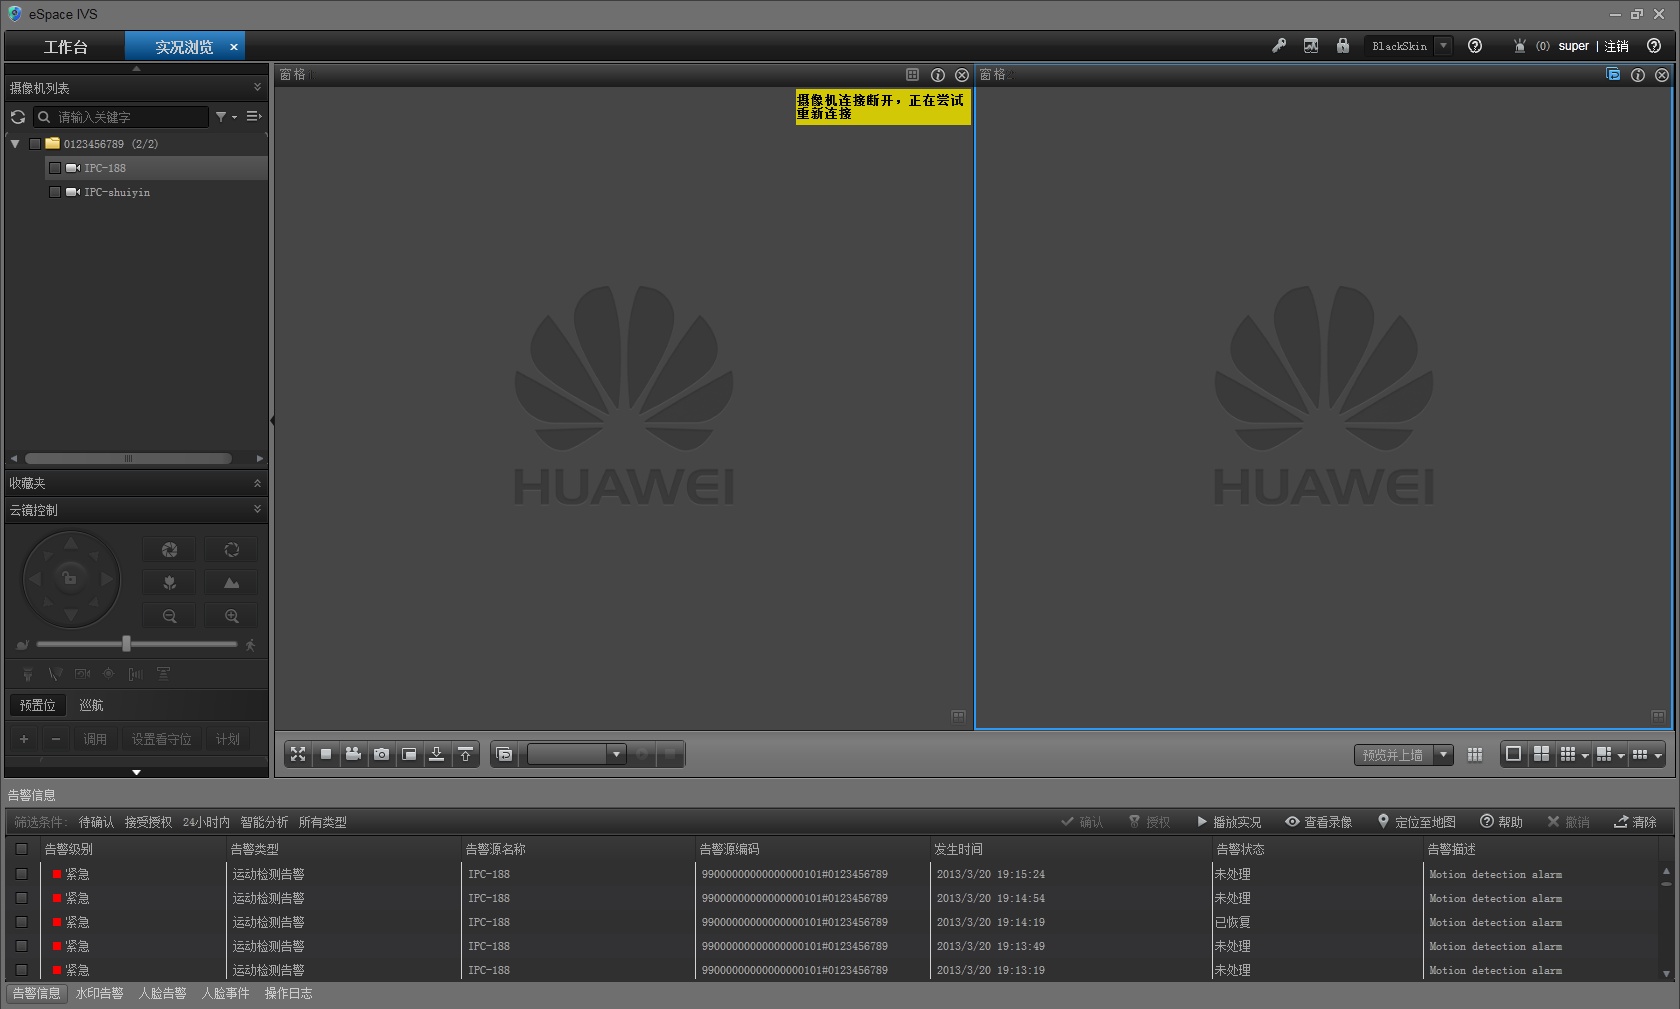 eSpace IVS
工作台
实况浏览
BlackSkin
(0)
super | 注销
摄像机列表
请输入关键字
0123456789 (2/2)
IPC-188
IPC-shuiyin
收藏夹
云镜控制
预置位
巡航
调用
设置看守位
计划
窗格1
摄像机连接断开，正在尝试
重新连接
HUAWEI
窗格2
HUAWEI
预览并上墙
告警信息
筛选条件: 待确认 接受授权 24小时内 智能分析 所有类型
确认 授权 播放实况 查看录像 定位至地图 帮助 撤销 清除
告警级别 告警类型 告警源名称 告警源编码 发生时间 告警状态 告警描述
紧急 运动检测告警 IPC-188 99000000000000000101#0123456789 2013/3/20 19:15:24 未处理 Motion detection alarm
紧急 运动检测告警 IPC-188 99000000000000000101#0123456789 2013/3/20 19:14:54 未处理 Motion detection alarm
紧急 运动检测告警 IPC-188 99000000000000000101#0123456789 2013/3/20 19:14:19 已恢复 Motion detection alarm
紧急 运动检测告警 IPC-188 99000000000000000101#0123456789 2013/3/20 19:13:49 未处理 Motion detection alarm
紧急 运动检测告警 IPC-188 99000000000000000101#0123456789 2013/3/20 19:13:19 未处理 Motion detection alarm
告警信息 水印告警 人脸告警 人脸事件 操作日志